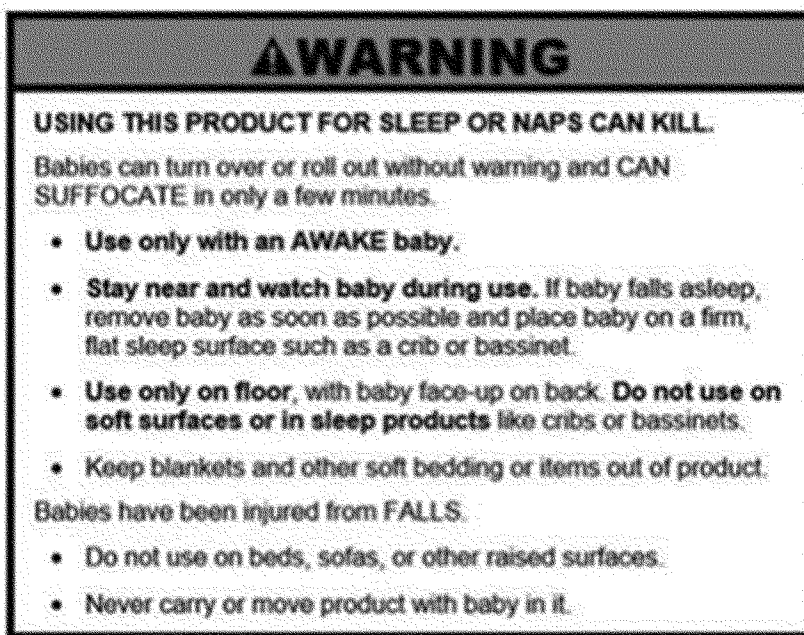 ⚠WARNING
USING THIS PRODUCT FOR SLEEP OR NAPS CAN KILL.
Babies can turn over or roll out without warning and CAN
SUFFOCATE in only a few minutes.
• Use only with an AWAKE baby.
• Stay near and watch baby during use. If baby falls asleep,
remove baby as soon as possible and place baby on a firm,
flat sleep surface such as a crib or bassinet.
• Use only on floor, with baby face-up on back. Do not use on
soft surfaces or in sleep products like cribs or bassinets.
• Keep blankets and other soft bedding or items out of product.
Babies have been injured from FALLS.
• Do not use on beds, sofas, or other raised surfaces.
• Never carry or move product with baby in it.